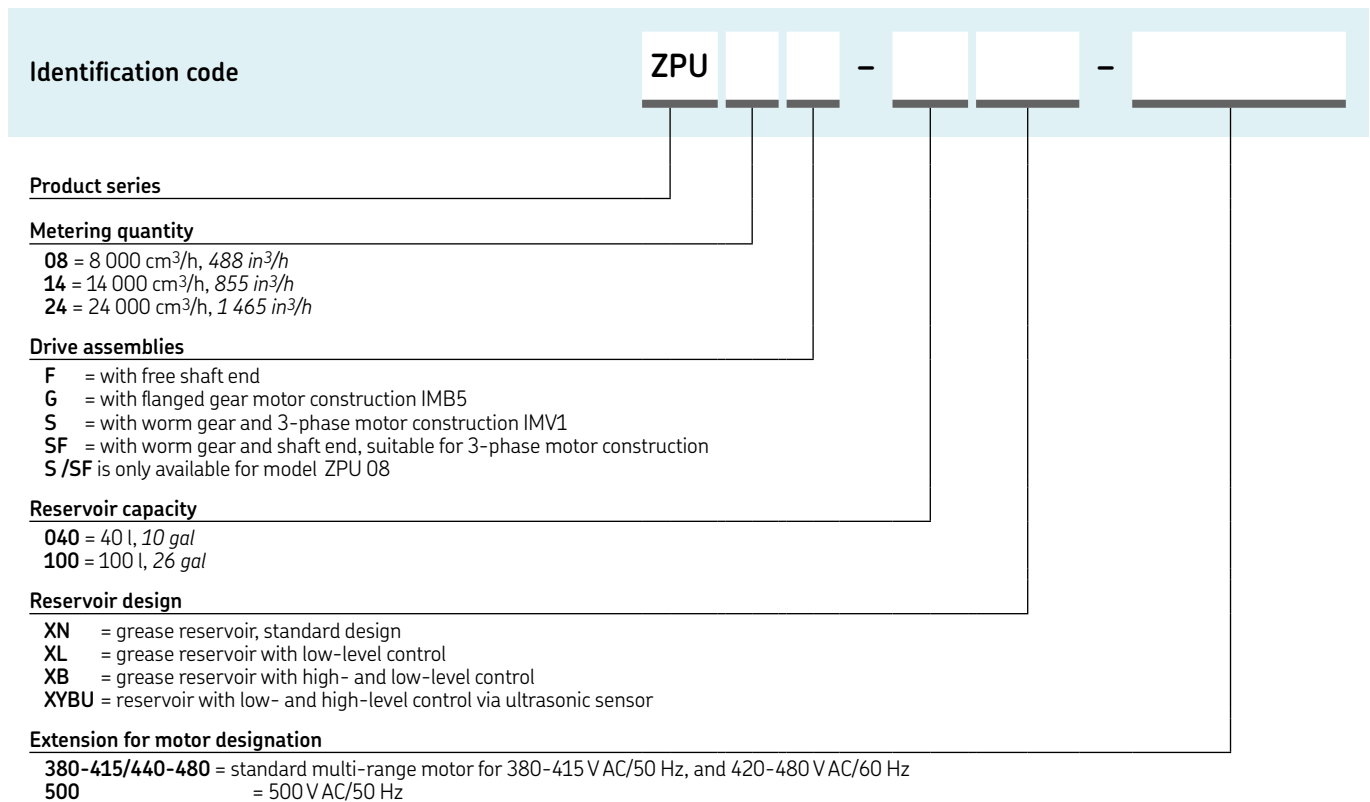 Identification code ZPU – –
Product series
Metering quantity
08 = 8 000 cm³/h, 488 in³/h
14 = 14 000 cm³/h, 855 in³/h
24 = 24 000 cm³/h, 1 465 in³/h
Drive assemblies
F = with free shaft end
G = with flanged gear motor construction IMB5
S = with worm gear and 3-phase motor construction IMV1
SF = with worm gear and shaft end, suitable for 3-phase motor construction
S /SF is only available for model ZPU 08
Reservoir capacity
040 = 40 l, 10 gal
100 = 100 l, 26 gal
Reservoir design
XN = grease reservoir, standard design
XL = grease reservoir with low-level control
XB = grease reservoir with high- and low-level control
XYBU = reservoir with low- and high-level control via ultrasonic sensor
Extension for motor designation
380-415/440-480 = standard multi-range motor for 380-415 V AC/50 Hz, and 420-480 V AC/60 Hz
500 = 500 V AC/50 Hz